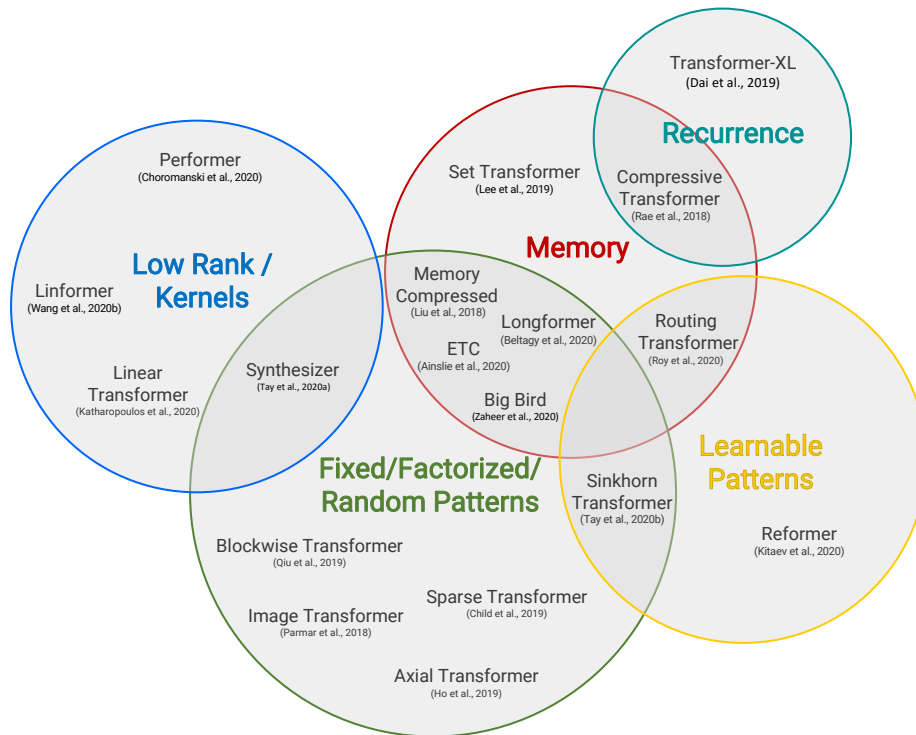 Transformer-XL
(Dai et al., 2019)
Recurrence
Compressive
Transformer
(Rae et al., 2018)
Set Transformer
(Lee et al., 2019)
Memory
Performer
(Choromanski et al., 2020)
Low Rank /
Kernels
Linformer
(Wang et al., 2020b)
Linear
Transformer
(Katharopoulos et al., 2020)
Synthesizer
(Tay et al., 2020a)
Memory
Compressed
(Liu et al., 2018)
Longformer
(Beltagy et al., 2020)
ETC
(Ainslie et al., 2020)
Big Bird
(Zaheer et al., 2020)
Routing
Transformer
(Roy et al., 2020)
Learnable
Patterns
Fixed/Factorized/
Random Patterns
Sinkhorn
Transformer
(Tay et al., 2020b)
Reformer
(Kitaev et al., 2020)
Blockwise Transformer
(Qiu et al., 2019)
Sparse Transformer
(Child et al., 2019)
Image Transformer
(Parmar et al., 2018)
Axial Transformer
(Ho et al., 2019)